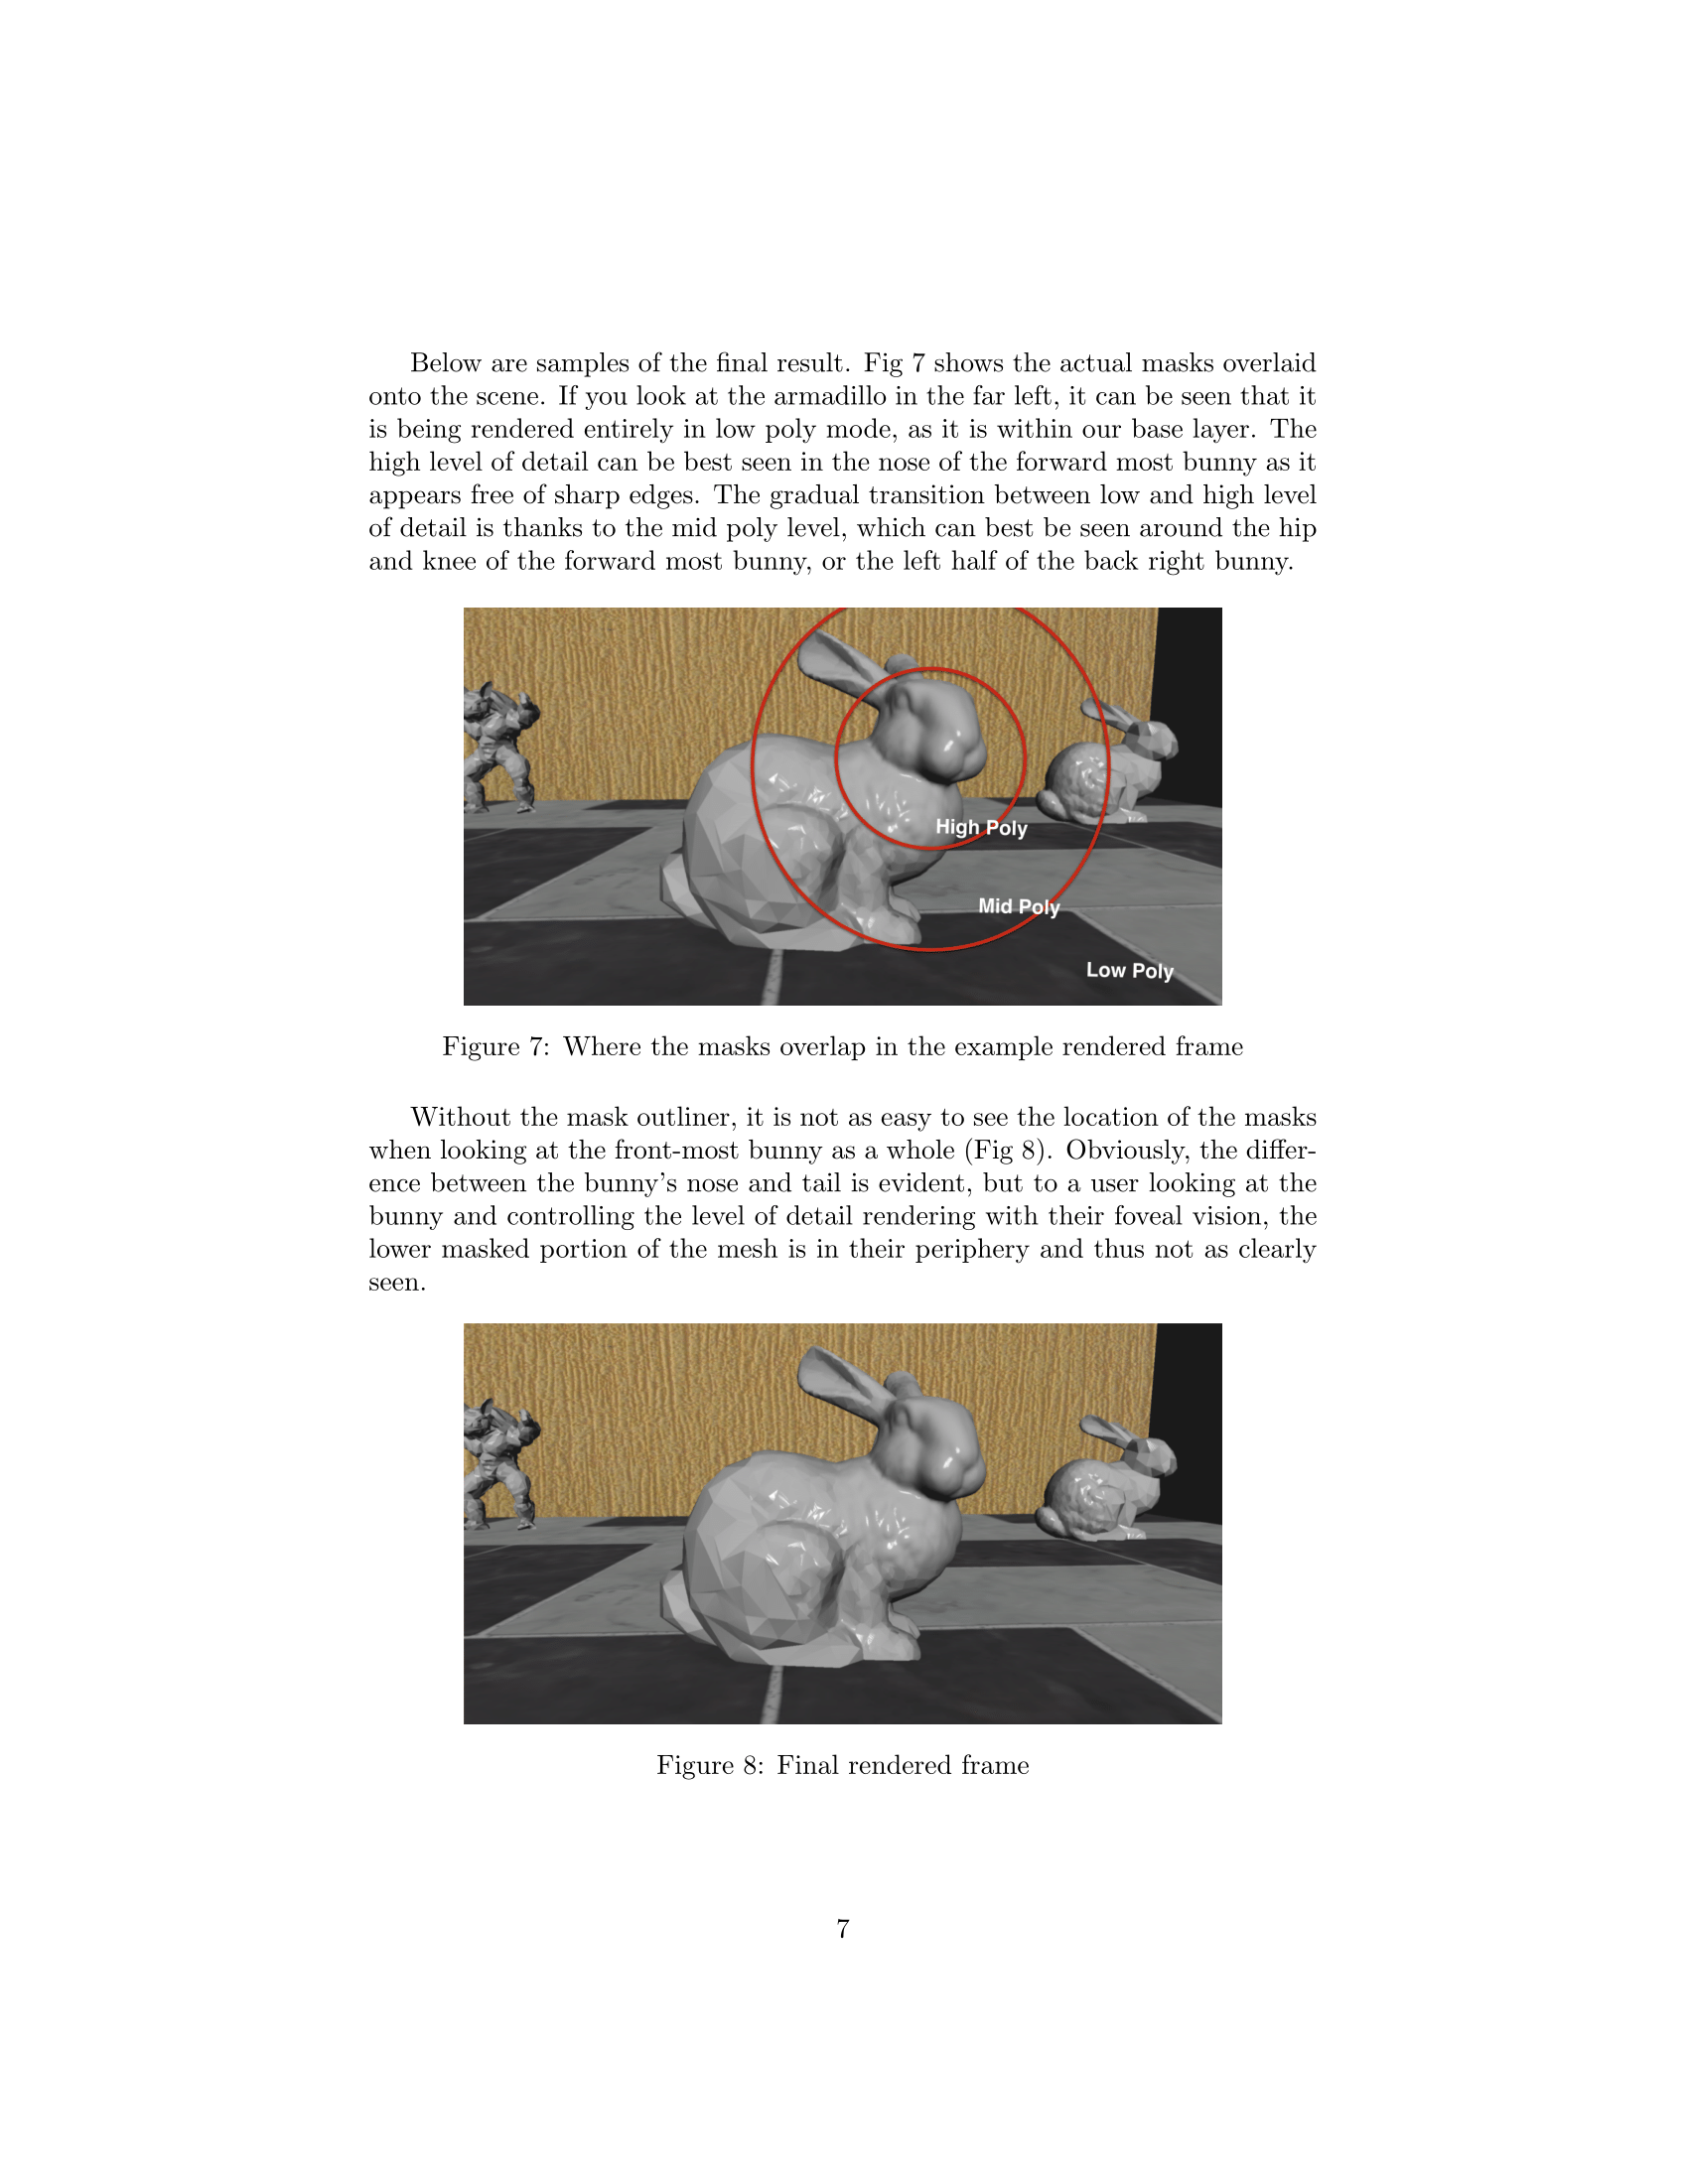 Below are samples of the final result. Fig 7 shows the actual masks overlaid
onto the scene. If you look at the armadillo in the far left, it can be seen that it
is being rendered entirely in low poly mode, as it is within our base layer. The
high level of detail can be best seen in the nose of the forward most bunny as it
appears free of sharp edges. The gradual transition between low and high level
of detail is thanks to the mid poly level, which can best be seen around the hip
and knee of the forward most bunny, or the left half of the back right bunny.
High Poly
Mid Poly
Low Poly
Figure 7: Where the masks overlap in the example rendered frame
Without the mask outliner, it is not as easy to see the location of the masks
when looking at the front-most bunny as a whole (Fig 8). Obviously, the differ-
ence between the bunny's nose and tail is evident, but to a user looking at the
bunny and controlling the level of detail rendering with their foveal vision, the
lower masked portion of the mesh is in their periphery and thus not as clearly
seen.
Figure 8: Final rendered frame
7